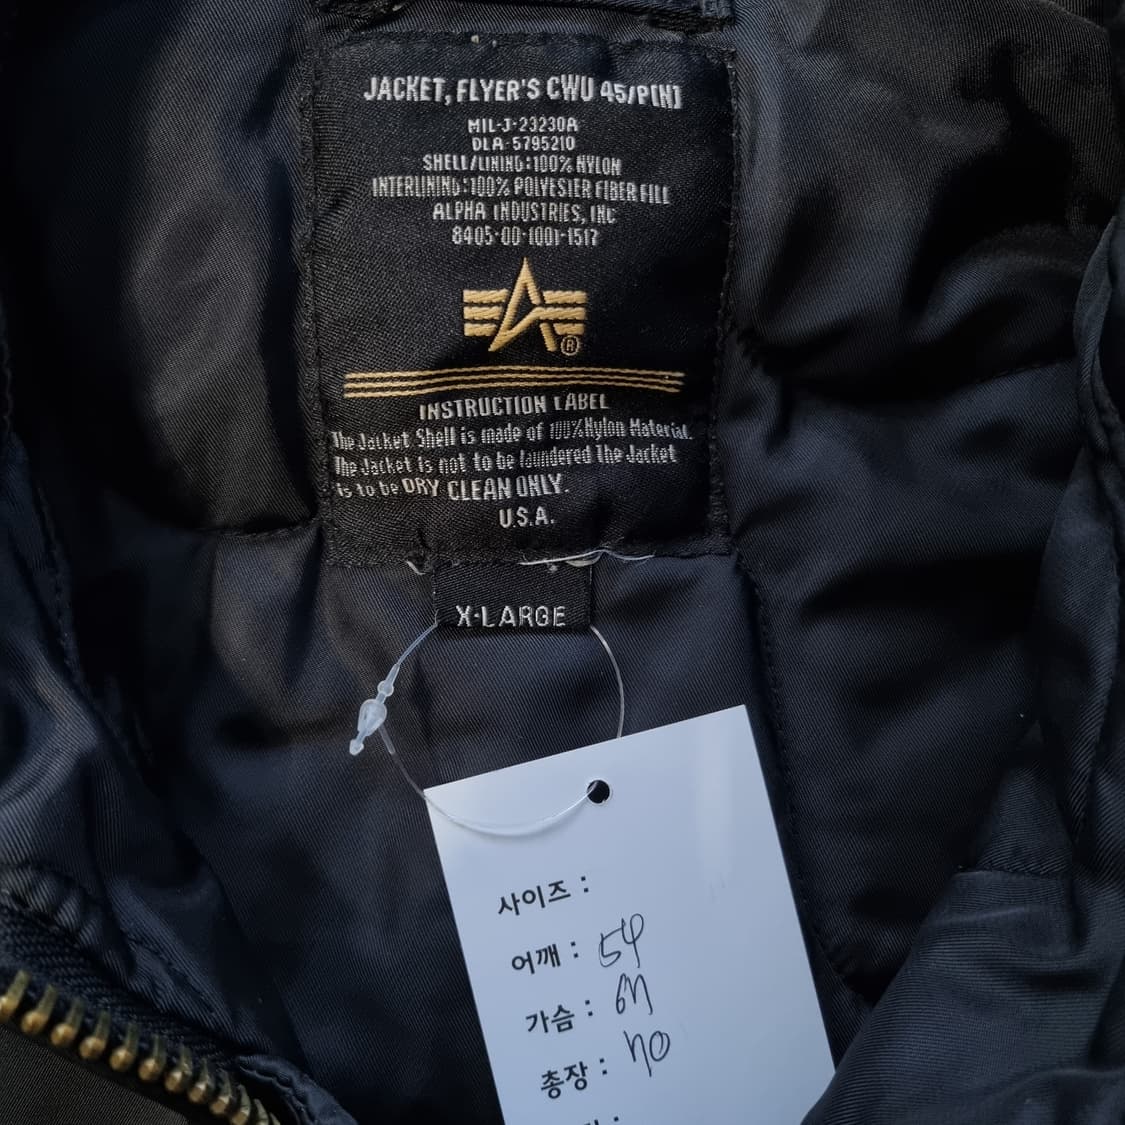 JACKET, FLYER'S CWU 45/P[N]
MIL-J-23230A
DLA-5795210
SHELL/LINING:100% NYLON
INTERLINING:100% POLYESTER FIBER FILL
ALPHA INDUSTRIES, INC
8405-00-1001-1517
®
INSTRUCTION LABEL
The Jacket Shell is made of 100%Nylon Material.
The Jacket is not to be laundered The Jacket
is to be DRY CLEAN ONLY.
U.S.A.
X-LARGE
사이즈 :
어깨 : 54
가슴 : 67
총장 : 70